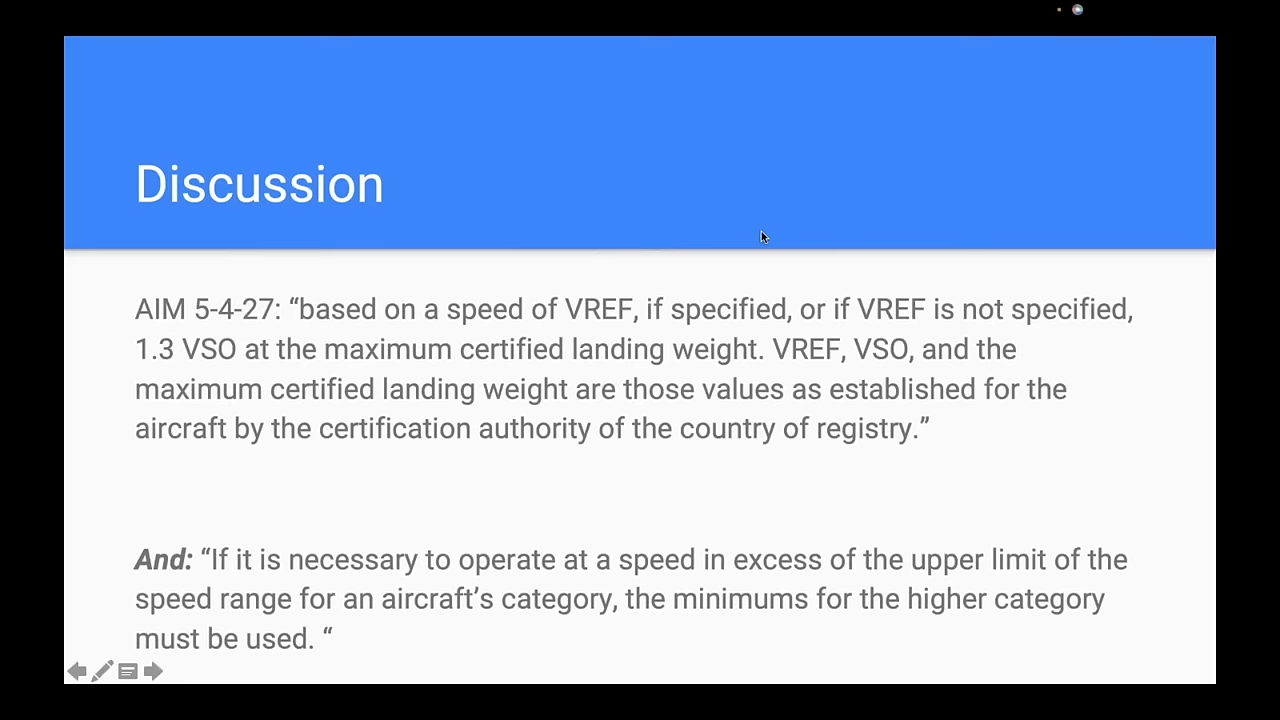 Discussion
AIM 5-4-27: “based on a speed of VREF, if specified, or if VREF is not specified,
1.3 VSO at the maximum certified landing weight. VREF, VSO, and the
maximum certified landing weight are those values as established for the
aircraft by the certification authority of the country of registry.”
And: “If it is necessary to operate at a speed in excess of the upper limit of the
speed range for an aircraft’s category, the minimums for the higher category
must be used. “